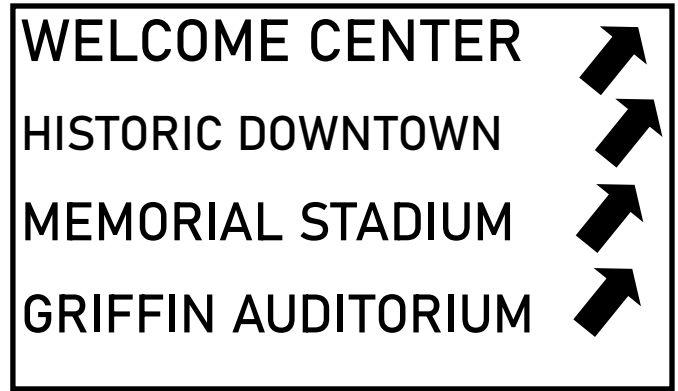 WELCOME CENTER
HISTORIC DOWNTOWN
MEMORIAL STADIUM
GRIFFIN AUDITORIUM